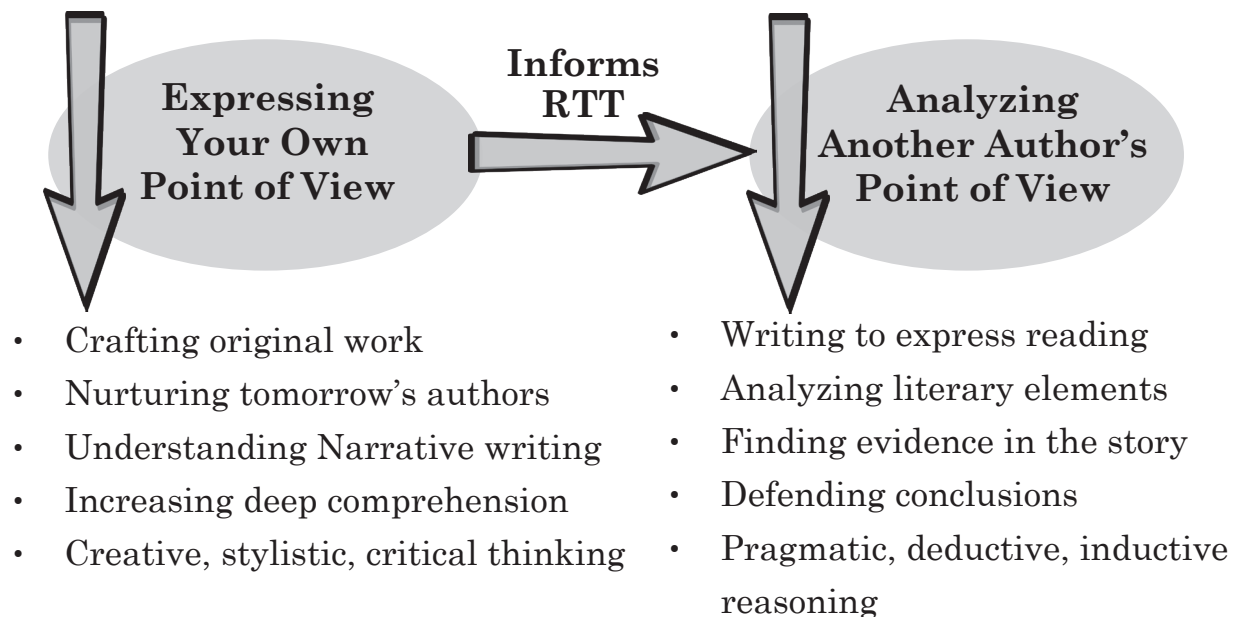 Expressing
Your Own
Point of View
Informs
RTT
Analyzing
Another Author's
Point of View
• Crafting original work
• Nurturing tomorrow's authors
• Understanding Narrative writing
• Increasing deep comprehension
• Creative, stylistic, critical thinking
• Writing to express reading
• Analyzing literary elements
• Finding evidence in the story
• Defending conclusions
• Pragmatic, deductive, inductive
reasoning